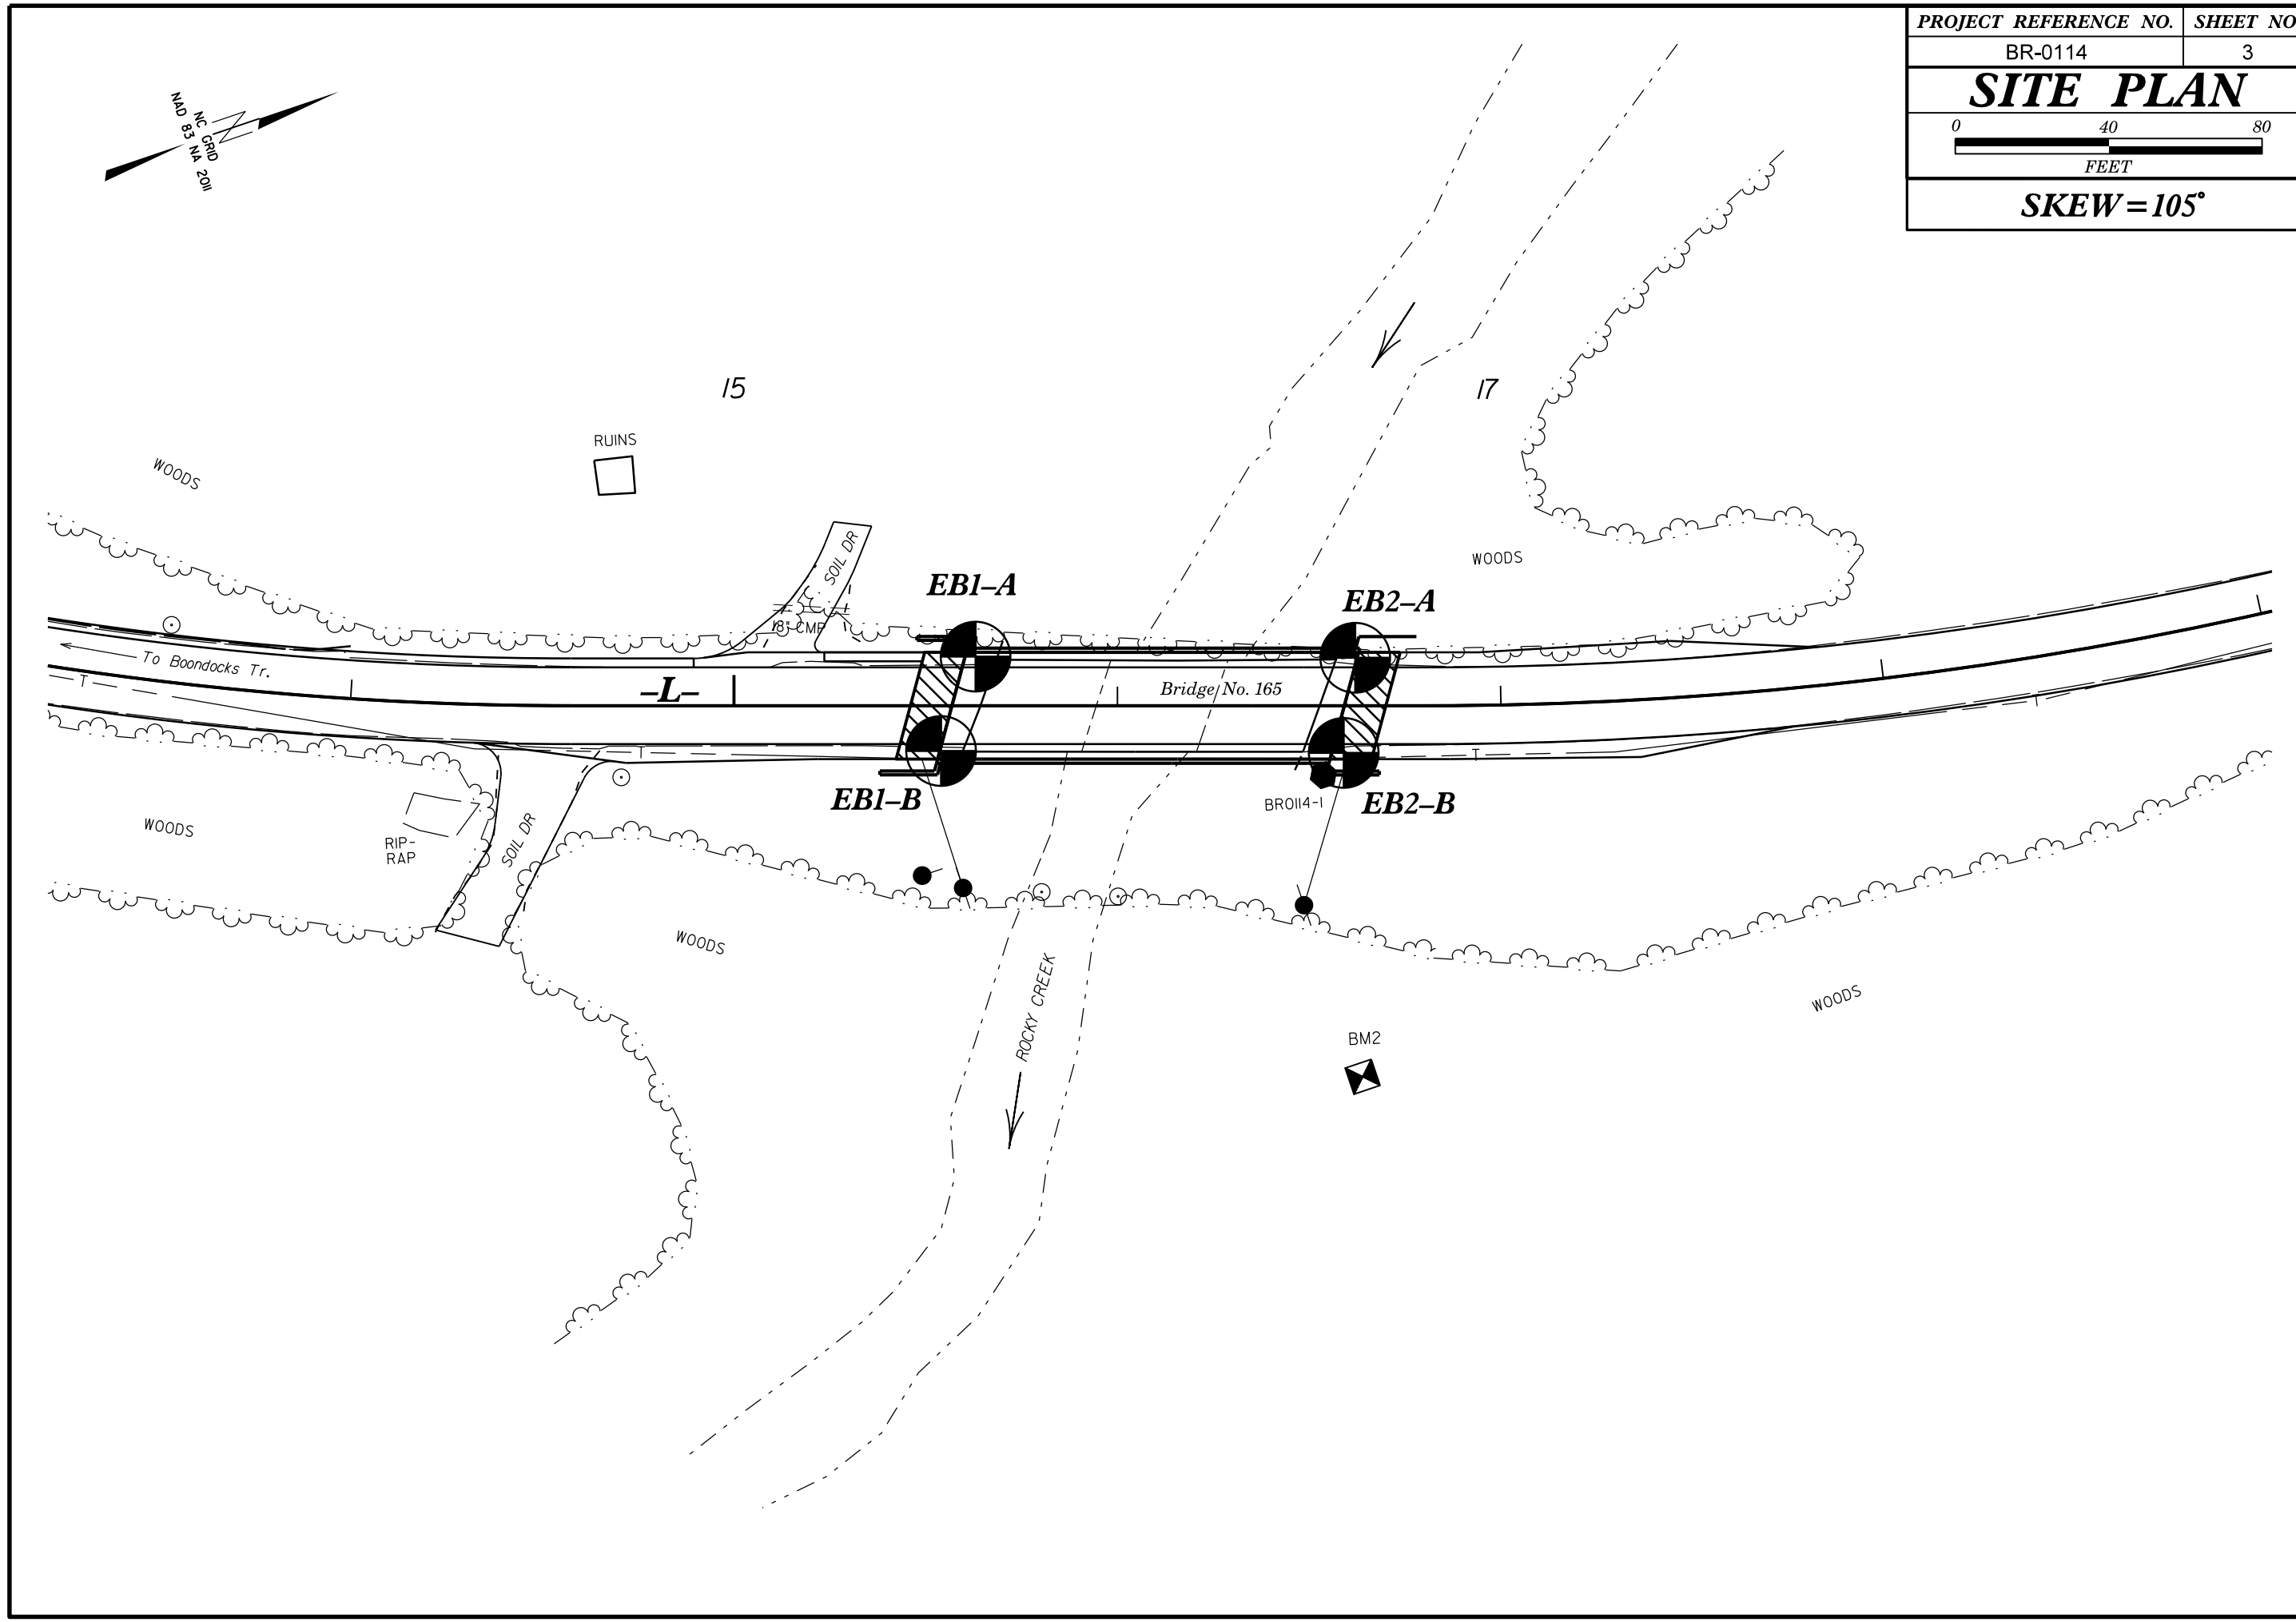 PROJECT REFERENCE NO. SHEET NO
BR-0114 3
SITE PLAN
0 40 80
FEET
SKEW = 105°
NC GRID
NAD 83 NA 2011
15
17
RUINS
WOODS
SOIL DR
WOODS
EB1-A
EB2-A
18" CMP
To Boondocks Tr.
T
-L-
Bridge No. 165
T
T
T
EB1-B
BR0114-1
EB2-B
WOODS
RIP-
RAP
SOIL DR
WOODS
ROCKY CREEK
WOODS
BM2